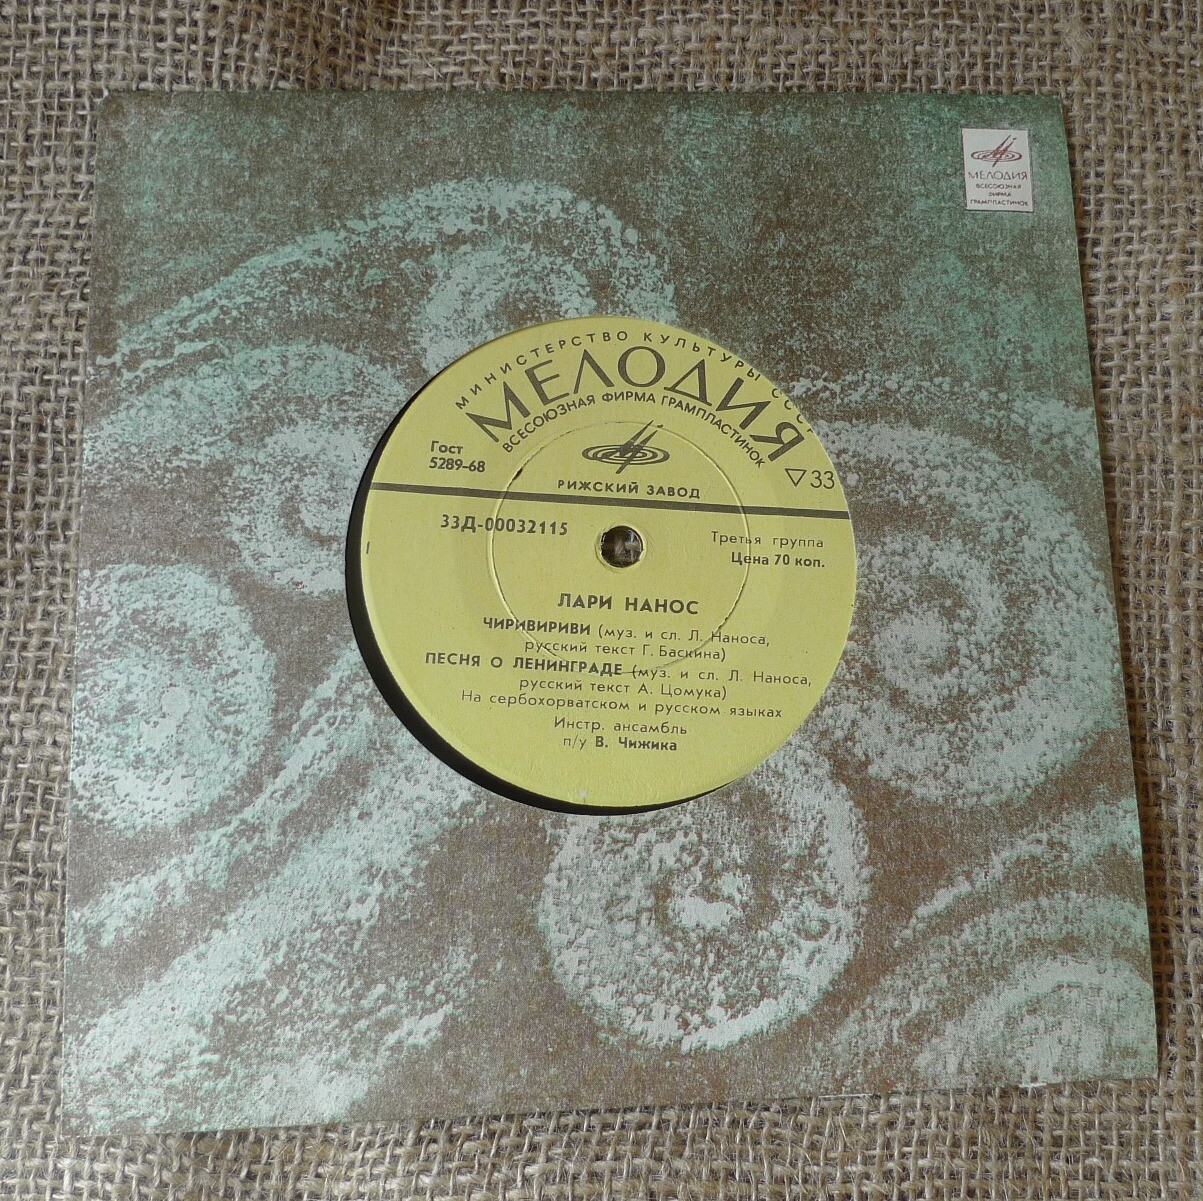 МЕЛОДИЯ
ВСЕСОЮЗНАЯ
ФИРМА
ГРАМПЛАСТИНОК
МИНИСТЕРСТВО КУЛЬТУРЫ СССР
МЕЛОДИЯ
ВСЕСОЮЗНАЯ ФИРМА ГРАМПЛАСТИНОК
Гост
5289-68
▽33
РИЖСКИЙ ЗАВОД
33Д-00032115
Третья группа
Цена 70 коп.
ЛАРИ НАНОС
ЧИРИВИРИВИ (муз. и сл. Л. Наноса,
русский текст Г. Баскина)
ПЕСНЯ О ЛЕНИНГРАДЕ (муз. и сл. Л. Наноса,
русский текст А. Цомука)
На сербохорватском и русском языках
Инстр. ансамбль
п/у В. Чижика